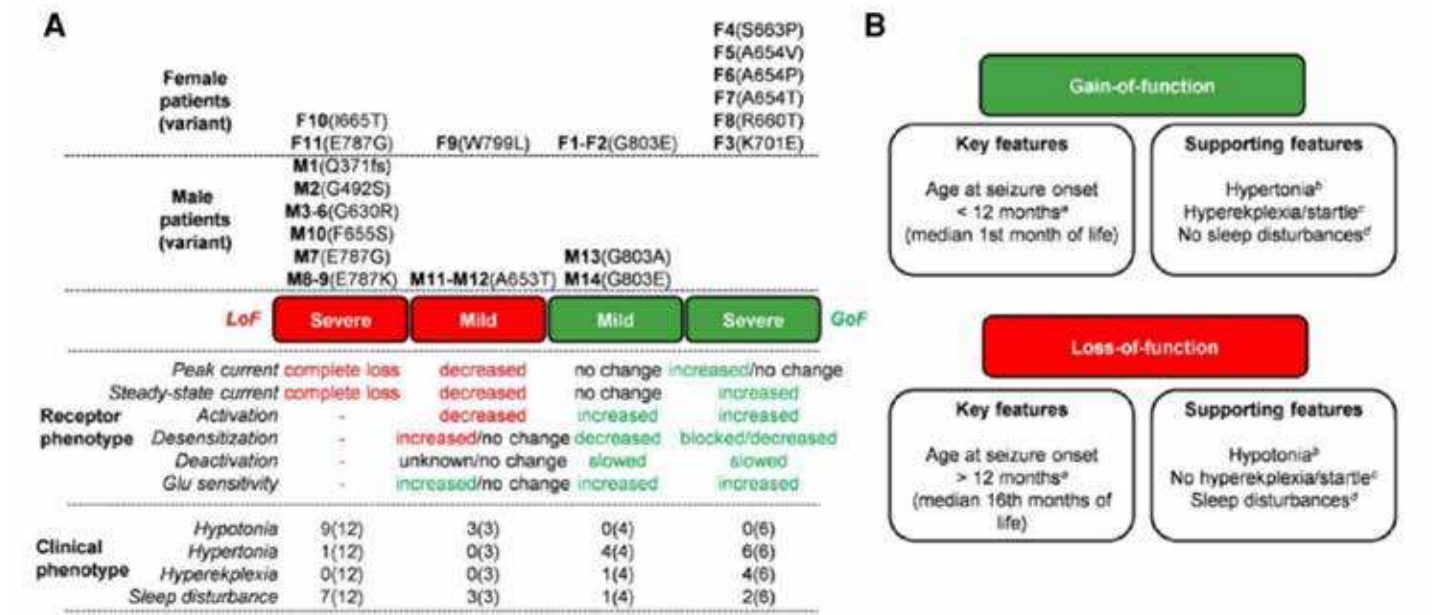 A
Female
patients
(variant)
F4(S663P)
F5(A654V)
F6(A654P)
F7(A654T)
F10(I665T) F8(R660T)
F11(E787G) F9(W799L) F1-F2(G803E) F3(K701E)
Male
patients
(variant)
M1(Q371fs)
M2(G492S)
M3-6(G630R)
M10(F655S)
M7(E787G) M13(G803A)
M8-9(E787K) M11-M12(A653T) M14(G803E)
LoF Severe Mild Mild Severe GoF
Receptor
phenotype
Peak current complete loss decreased no change increased/no change
Steady-state current complete loss decreased no change increased
Activation - decreased increased increased
Desensitization - increased/no change decreased blocked/decreased
Deactivation - unknown/no change slowed slowed
Glu sensitivity - increased/no change increased increased
Clinical
phenotype
Hypotonia 9(12) 3(3) 0(4) 0(6)
Hypertonia 1(12) 0(3) 4(4) 6(6)
Hyperekplexia 0(12) 0(3) 1(4) 4(6)
Sleep disturbance 7(12) 3(3) 1(4) 2(6)
B
Gain-of-function
Key features
Age at seizure onset
< 12 monthsᵃ
(median 1st month of life)
Supporting features
Hypertoniaᵇ
Hyperekplexia/startleᶜ
No sleep disturbancesᵈ
Loss-of-function
Key features
Age at seizure onset
> 12 monthsᵃ
(median 16th months of
life)
Supporting features
Hypotoniaᵇ
No hyperekplexia/startleᶜ
Sleep disturbancesᵈ